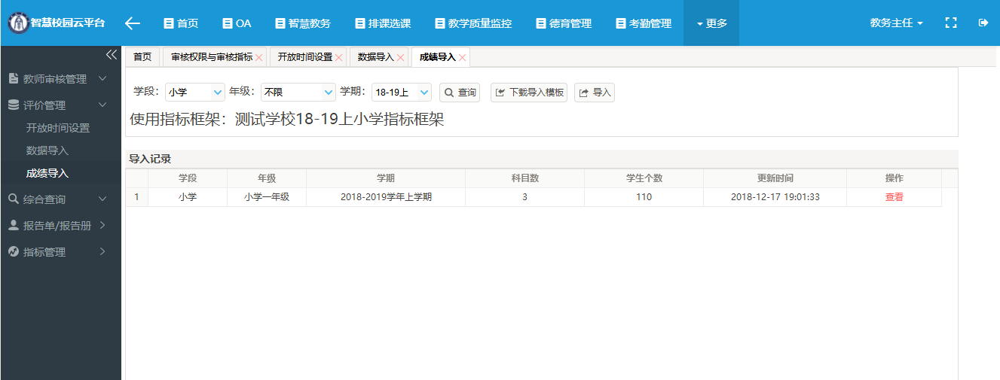 智慧校园云平台 首页 OA 智慧教务 排课选课 教学质量监控 德育管理 考勤管理 更多 教务主任
首页 审核权限与审核指标 开放时间设置 数据导入 成绩导入
教师审核管理
评价管理
开放时间设置
数据导入
成绩导入
综合查询
报告单/报告册
指标管理
学段： 小学 年级： 不限 学期： 18-19上 查询 下载导入模板 导入
使用指标框架：测试学校18-19上小学指标框架
导入记录
学段 年级 学期 科目数 学生个数 更新时间 操作
1 小学 小学一年级 2018-2019学年上学期 3 110 2018-12-17 19:01:33 查看